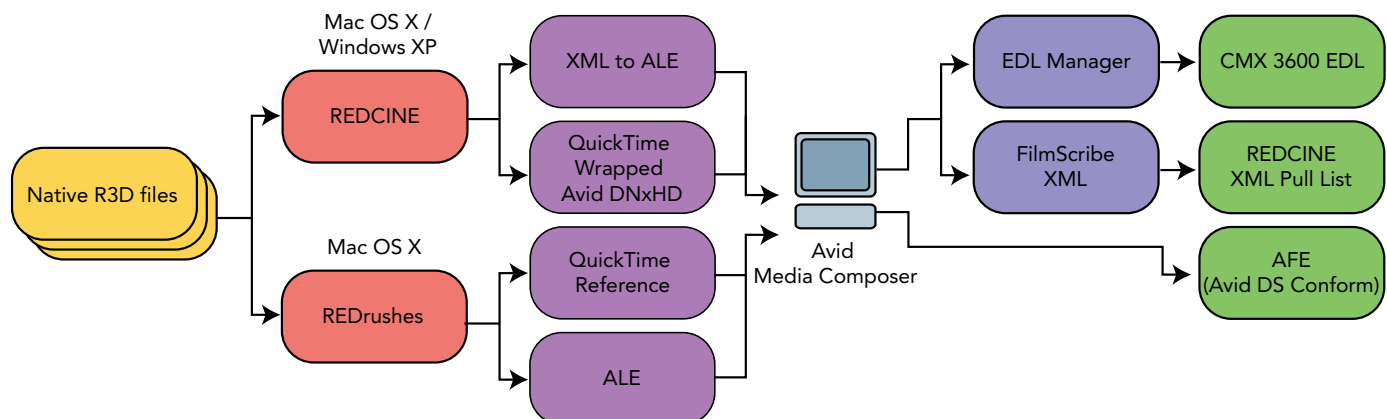 Native R3D files
Mac OS X /
Windows XP
REDCINE
Mac OS X
REDrushes
XML to ALE
QuickTime
Wrapped
Avid DNxHD
QuickTime
Reference
ALE
Avid
Media Composer
EDL Manager
FilmScribe
XML
CMX 3600 EDL
REDCINE
XML Pull List
AFE
(Avid DS Conform)